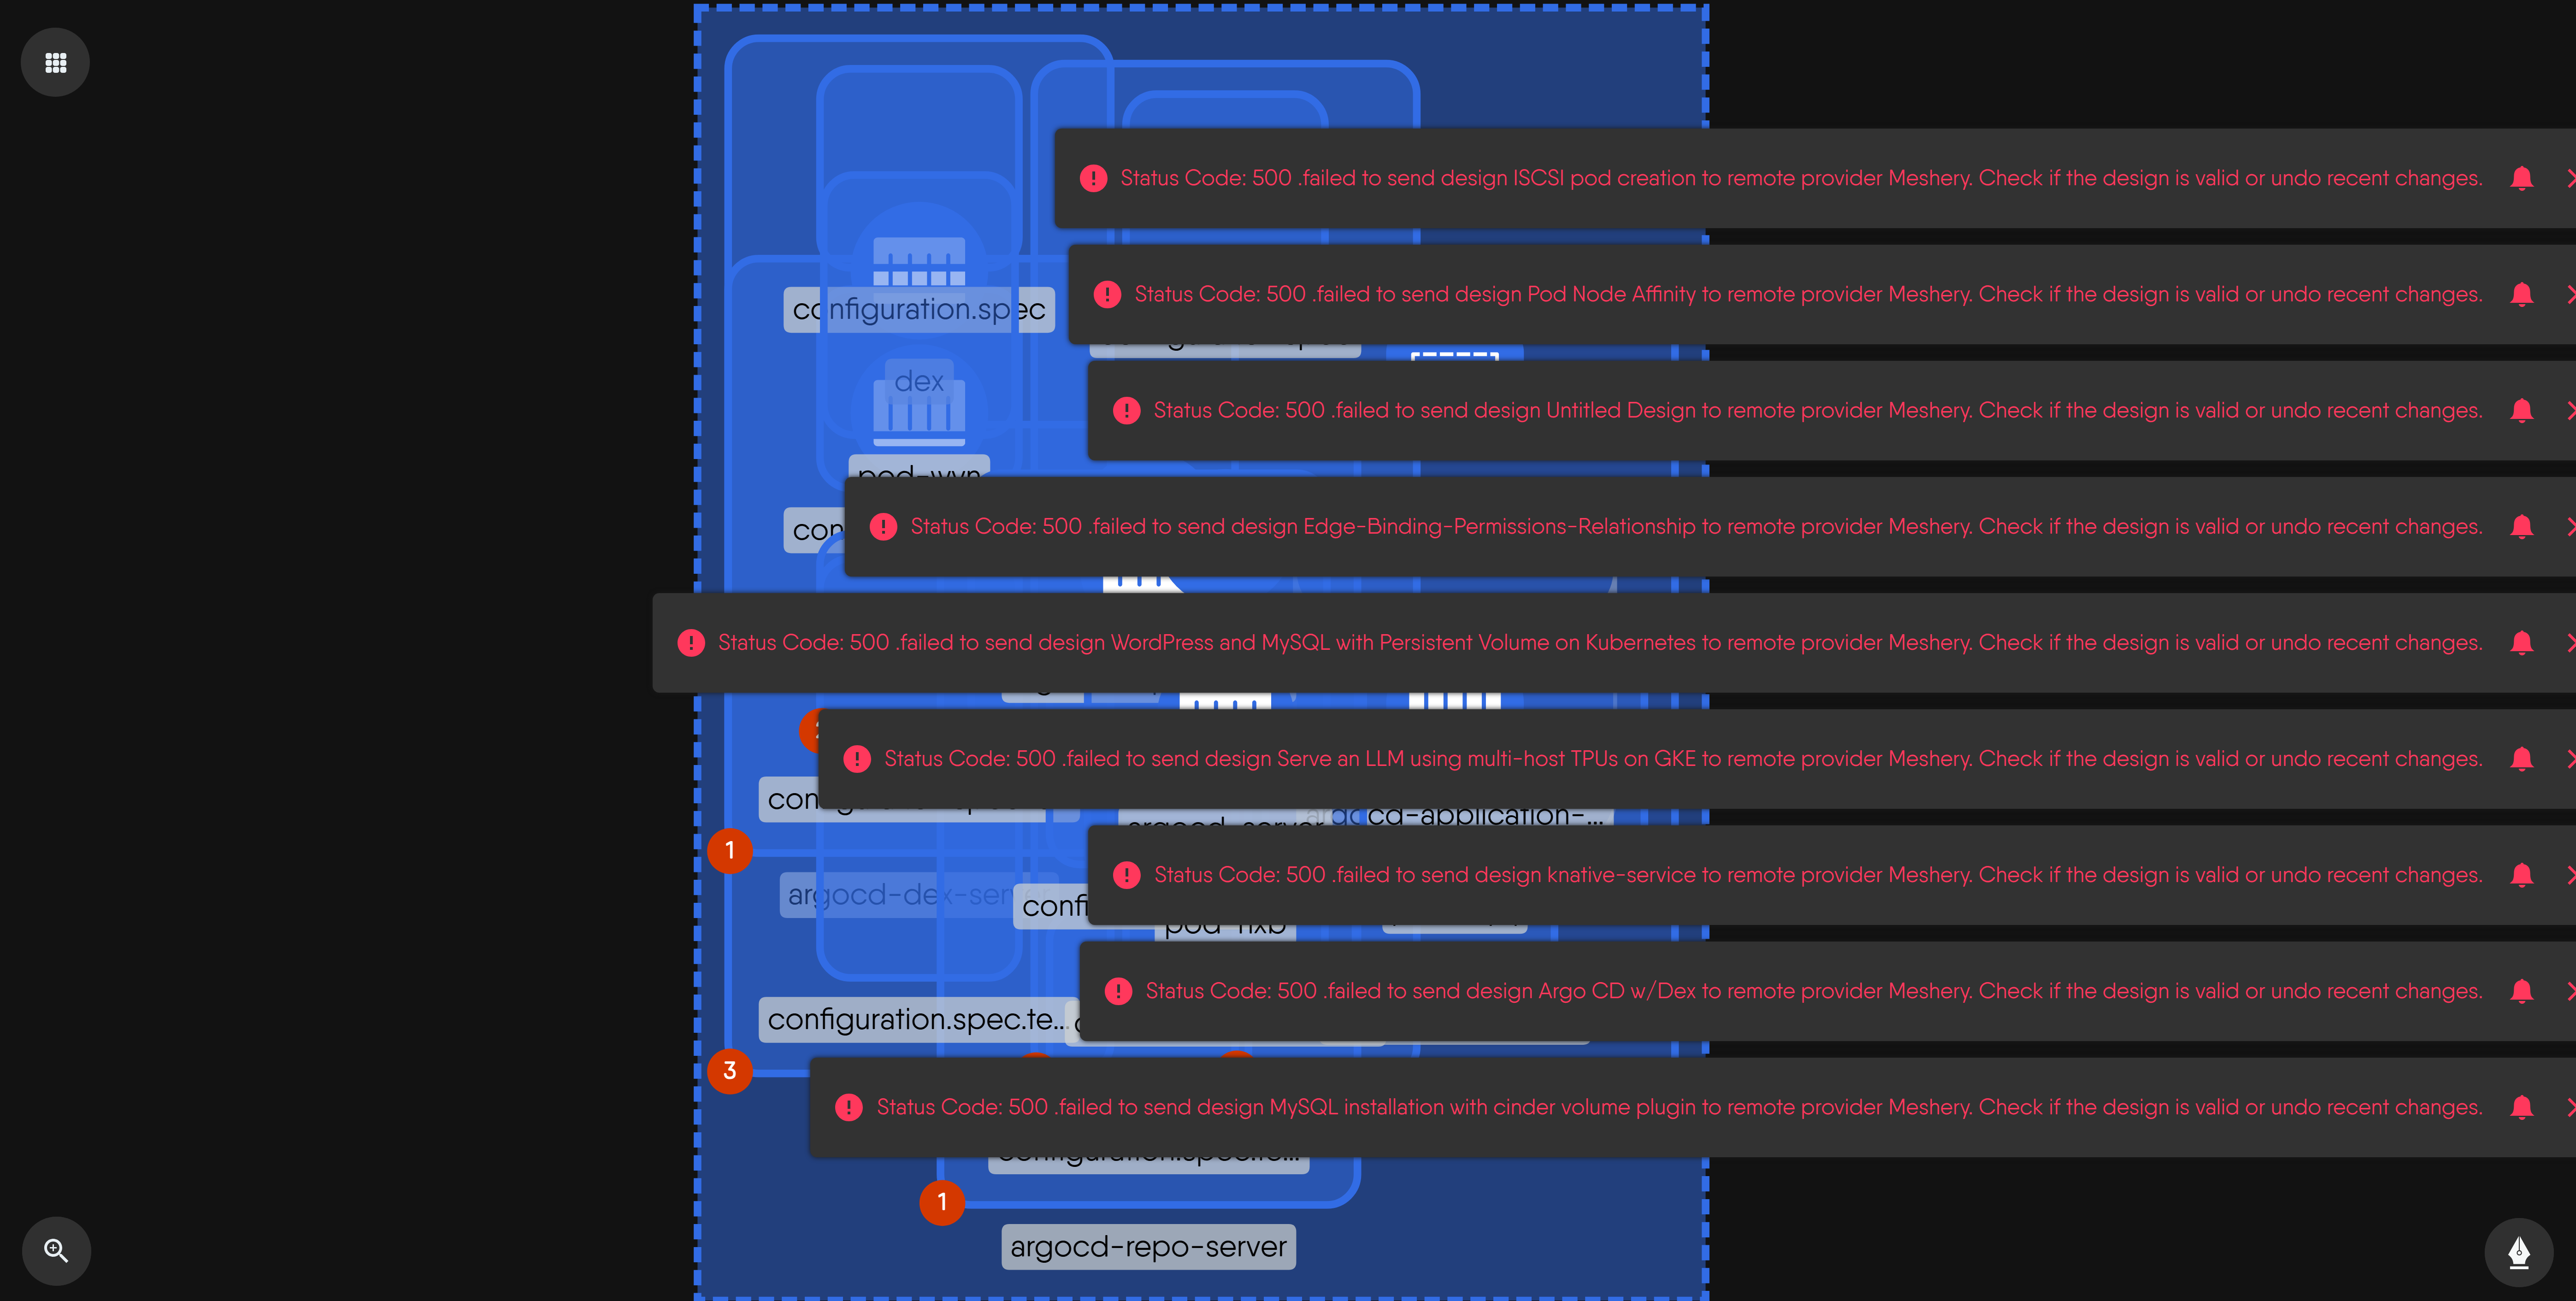 Status Code: 500 .failed to send design ISCSI pod creation to remote provider Meshery. Check if the design is valid or undo recent changes.
Status Code: 500 .failed to send design Pod Node Affinity to remote provider Meshery. Check if the design is valid or undo recent changes.
configuration.spec
dex
Status Code: 500 .failed to send design Untitled Design to remote provider Meshery. Check if the design is valid or undo recent changes.
pod-wyn
Status Code: 500 .failed to send design Edge-Binding-Permissions-Relationship to remote provider Meshery. Check if the design is valid or undo recent changes.
con
Status Code: 500 .failed to send design WordPress and MySQL with Persistent Volume on Kubernetes to remote provider Meshery. Check if the design is valid or undo recent changes.
Status Code: 500 .failed to send design Serve an LLM using multi-host TPUs on GKE to remote provider Meshery. Check if the design is valid or undo recent changes.
con
argocd-server
argocd-application-...
1
Status Code: 500 .failed to send design knative-service to remote provider Meshery. Check if the design is valid or undo recent changes.
argocd-dex-server
confi
Status Code: 500 .failed to send design Argo CD w/Dex to remote provider Meshery. Check if the design is valid or undo recent changes.
configuration.spec.te...
3
Status Code: 500 .failed to send design MySQL installation with cinder volume plugin to remote provider Meshery. Check if the design is valid or undo recent changes.
1
argocd-repo-server